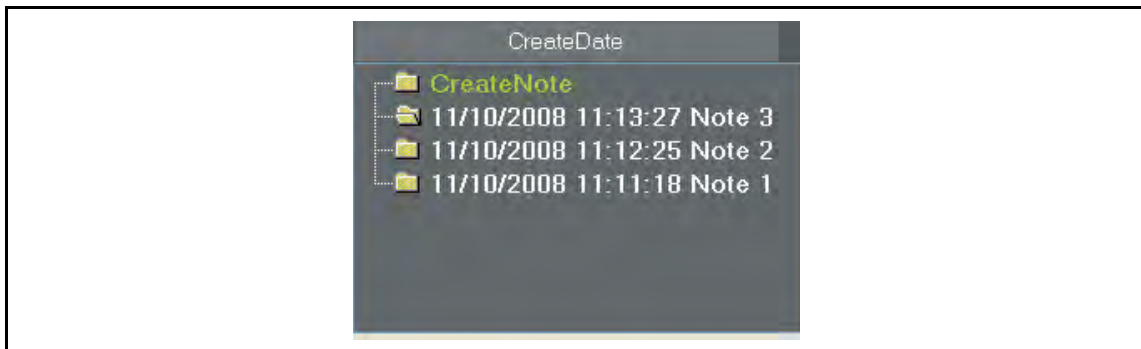 CreateDate
CreateNote
11/10/2008 11:13:27 Note 3
11/10/2008 11:12:25 Note 2
11/10/2008 11:11:18 Note 1